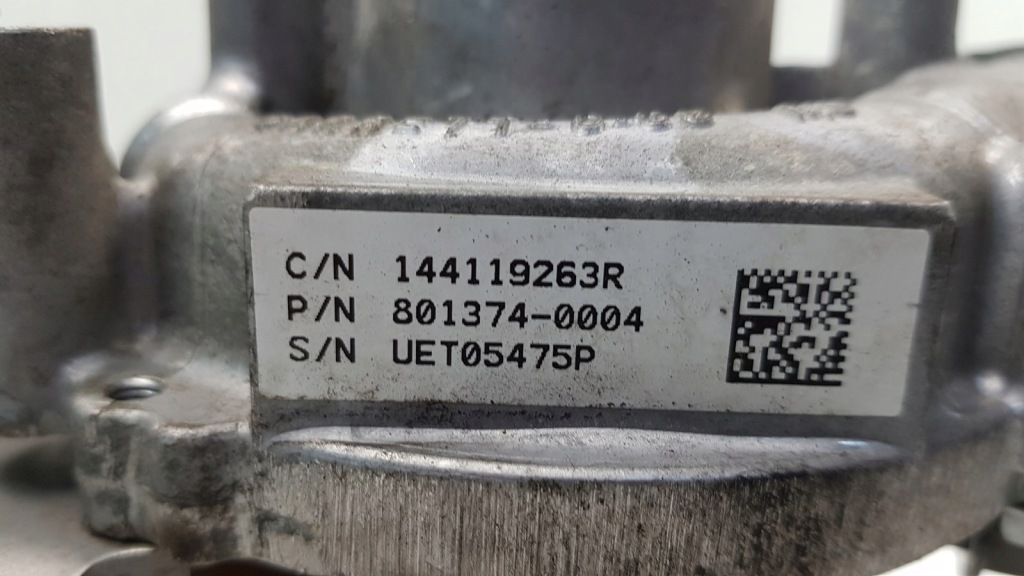 C/N 144119263R
P/N 801374-0004
S/N UET05475P